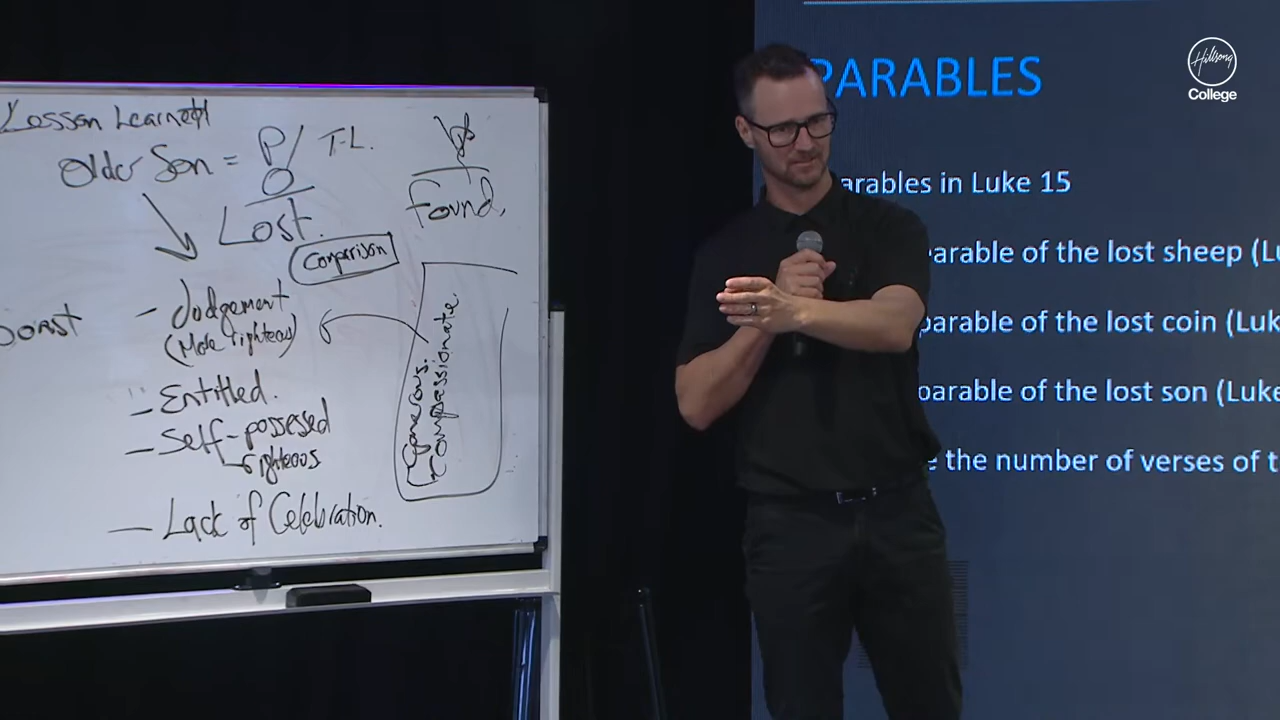 Lesson Learned
Older Son = P/
O
T-L.
Lost.
found,
Comparison
- Judgement
(More righteous)
- Entitled.
- Self-possessed
righteous
- Lack of Celebration.
Generous.
Compassionate.
PARABLES
arables in Luke 15
arable of the lost sheep (Lu
parable of the lost coin (Luk
parable of the lost son (Luke
e the number of verses of t
Hillsong
College